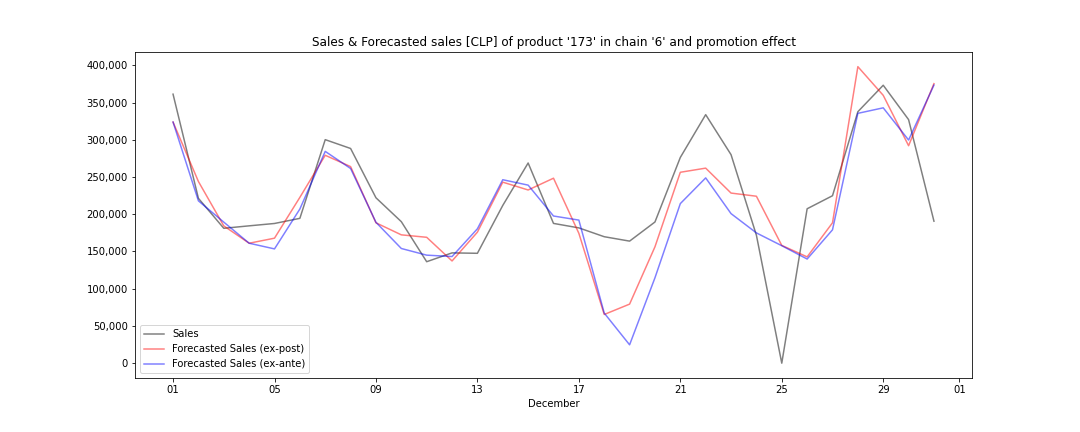 Sales & Forecasted sales [CLP] of product '173' in chain '6' and promotion effect
400,000
350,000
300,000
250,000
200,000
150,000
100,000
50,000
0
Sales
Forecasted Sales (ex-post)
Forecasted Sales (ex-ante)
01 05 09 13 17 21 25 29 01
December